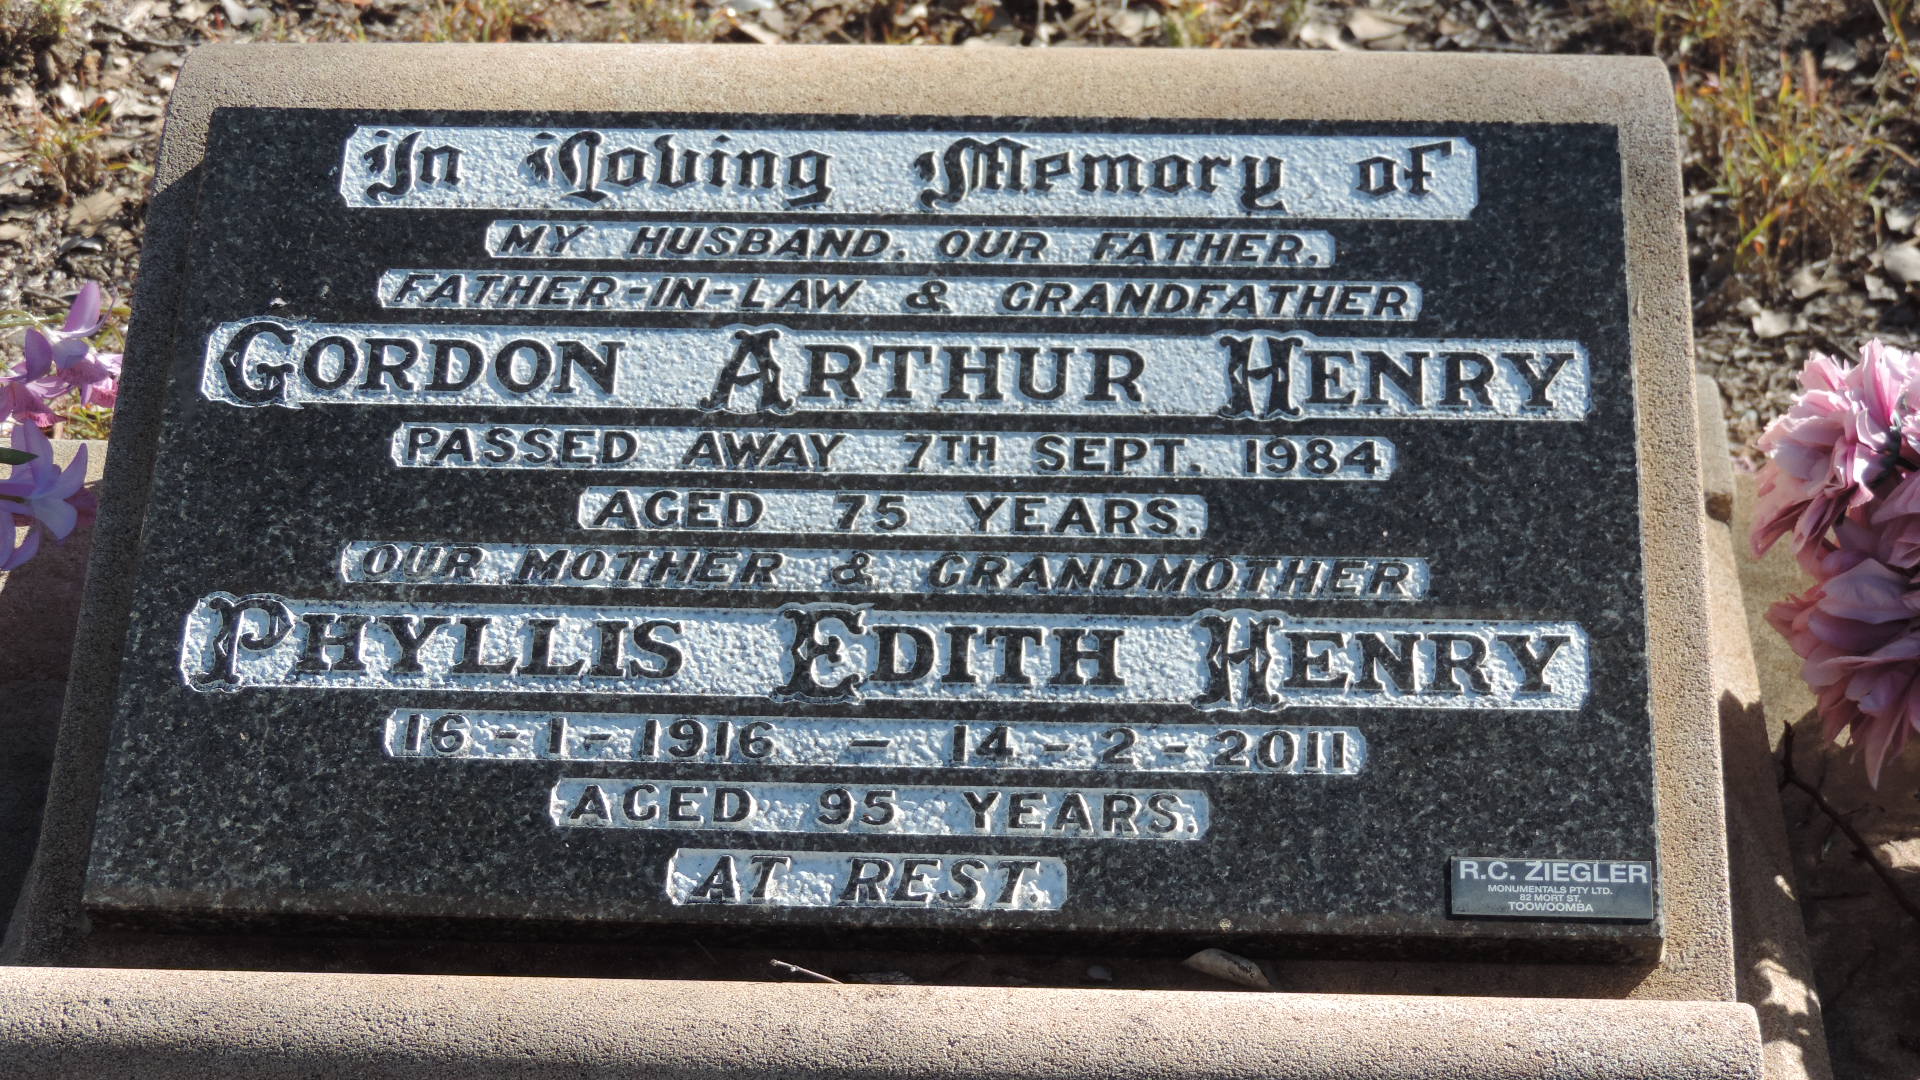 In Loving Memory of
MY HUSBAND. OUR FATHER.
FATHER-IN-LAW & GRANDFATHER
GORDON ARTHUR HENRY
PASSED AWAY 7TH SEPT. 1984
AGED 75 YEARS.
OUR MOTHER & GRANDMOTHER
PHYLLIS EDITH HENRY
16-1-1916 - 14-2-2011
AGED 95 YEARS.
AT REST.
R.C. ZIEGLER
MONUMENTALS PTY LTD.
82 MORT ST,
TOOWOOMBA